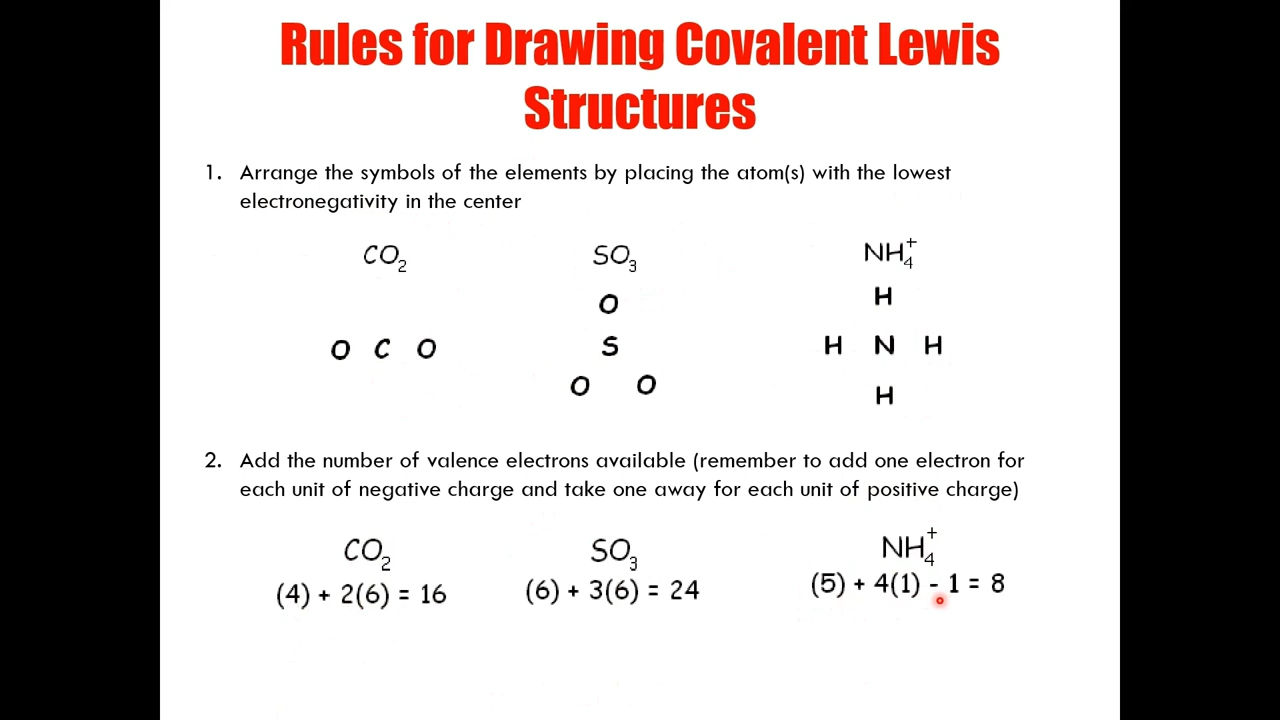 Rules for Drawing Covalent Lewis
Structures
1. Arrange the symbols of the elements by placing the atom(s) with the lowest
electronegativity in the center
CO₂ SO₃ NH₄⁺
O H
O C O S H N H
O O H
2. Add the number of valence electrons available (remember to add one electron for
each unit of negative charge and take one away for each unit of positive charge)
CO₂ SO₃ NH₄⁺
(4) + 2(6) = 16 (6) + 3(6) = 24 (5) + 4(1) - 1 = 8